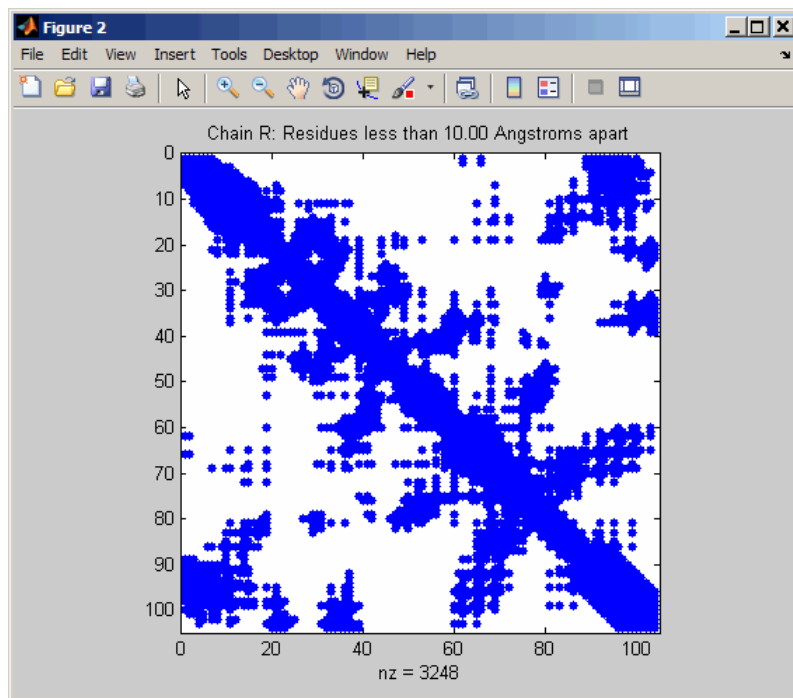 Figure 2
File Edit View Insert Tools Desktop Window Help
Chain R: Residues less than 10.00 Angstroms apart
0
10
20
30
40
50
60
70
80
90
100
0 20 40 60 80 100
nz = 3248